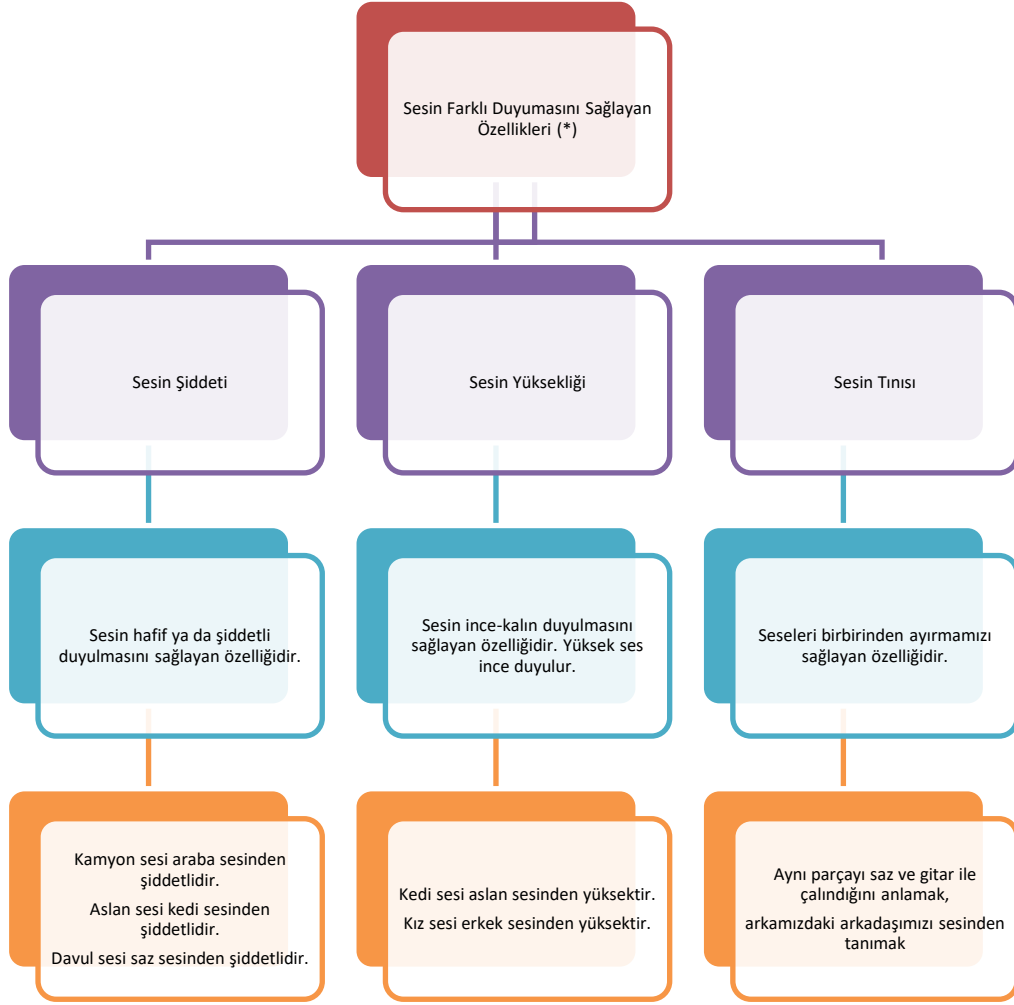 Sesin Farklı Duyumasını Sağlayan
Özellikleri (*)
Sesin Şiddeti
Sesin Yüksekliği
Sesin Tınısı
Sesin hafif ya da şiddetli
duyulmasını sağlayan özelliğidir.
Sesin ince-kalın duyulmasını
sağlayan özelliğidir. Yüksek ses
ince duyulur.
Seseleri birbirinden ayırmamızı
sağlayan özelliğidir.
Kamyon sesi araba sesinden
şiddetlidir.
Aslan sesi kedi sesinden
şiddetlidir.
Davul sesi saz sesinden şiddetlidir.
Kedi sesi aslan sesinden yüksektir.
Kız sesi erkek sesinden yüksektir.
Aynı parçayı saz ve gitar ile
çalındığını anlamak,
arkamızdaki arkadaşımızı sesinden
tanımak